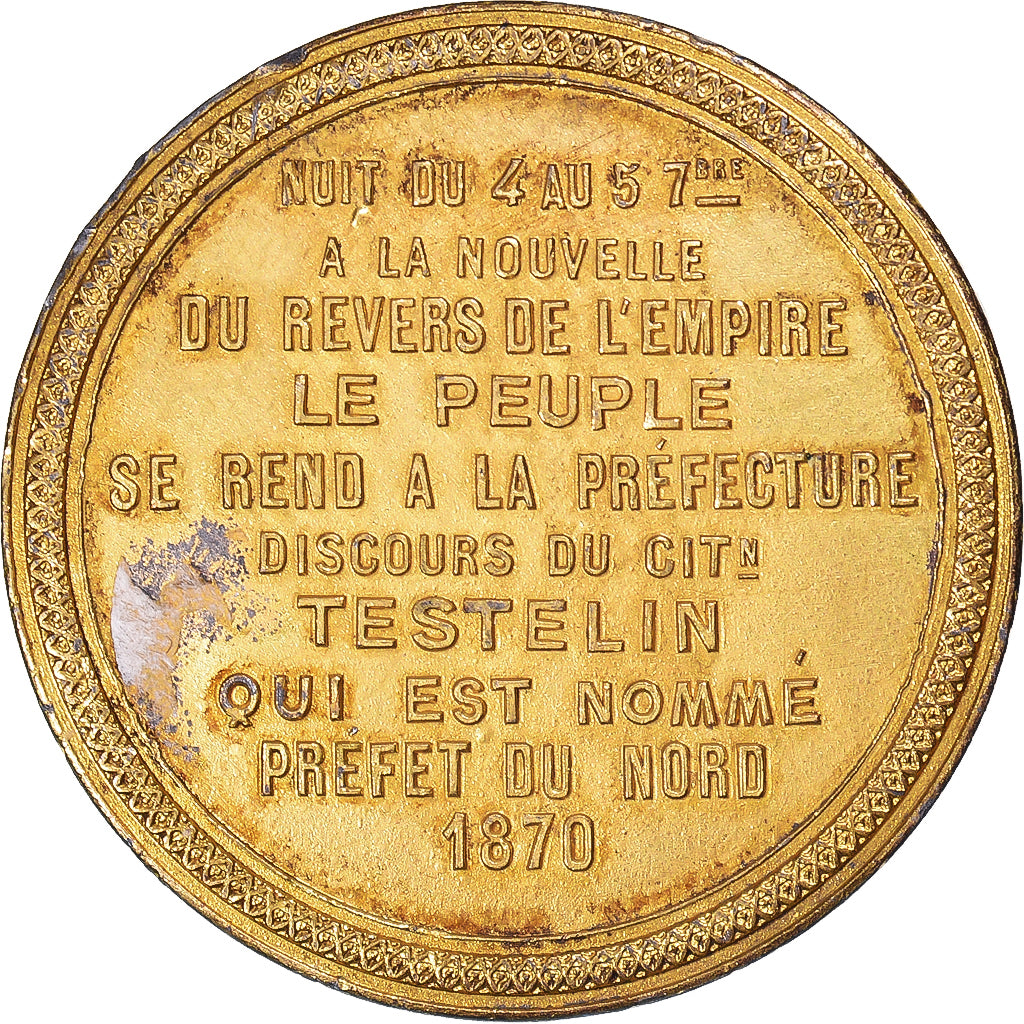 NUIT DU 4 AU 5 7BRE
A LA NOUVELLE
DU REVERS DE L'EMPIRE
LE PEUPLE
SE REND A LA PRÉFECTURE
DISCOURS DU CITN
TESTELIN
QUI EST NOMMÉ
PRÉFET DU NORD
1870